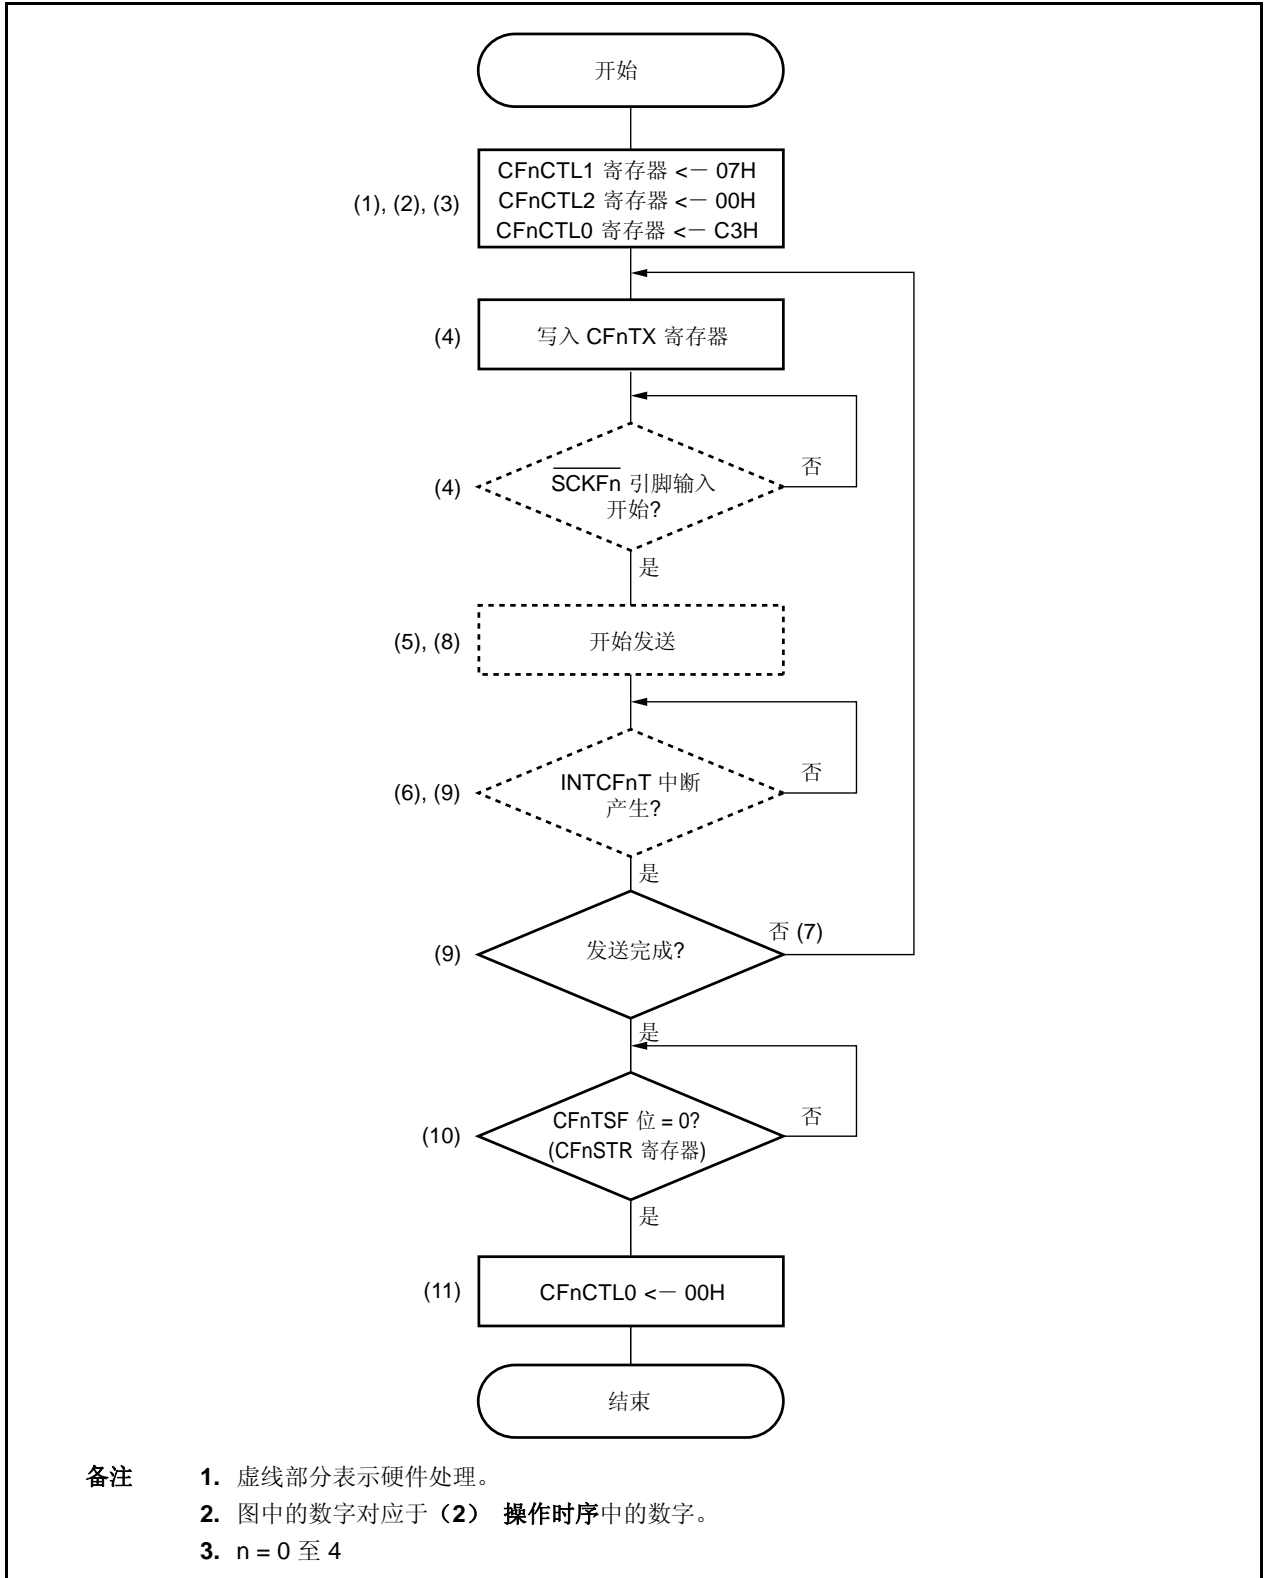 开始
(1), (2), (3)
CFnCTL1 寄存器 <— 07H
CFnCTL2 寄存器 <— 00H
CFnCTL0 寄存器 <— C3H
(4)
写入 CFnTX 寄存器
(4)
S̅C̅K̅F̅n̅ 引脚输入
开始?
否
是
(5), (8)
开始发送
(6), (9)
INTCFnT 中断
产生?
否
是
(9)
发送完成?
否 (7)
是
(10)
CFnTSF 位 = 0?
(CFnSTR 寄存器)
否
是
(11)
CFnCTL0 <— 00H
结束
备注 1. 虚线部分表示硬件处理。
2. 图中的数字对应于（2） 操作时序中的数字。
3. n = 0 至 4